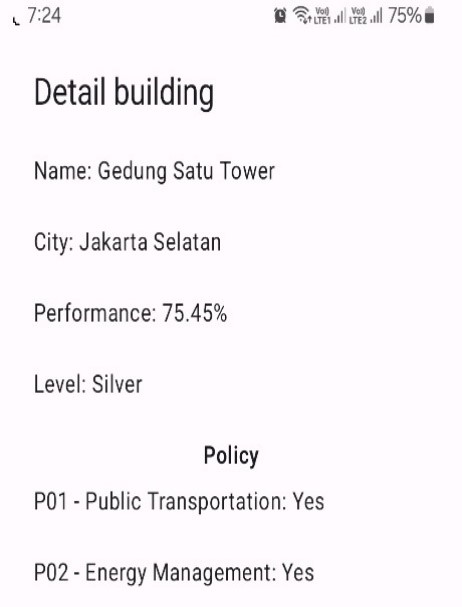 7:24 Vo) LTE1 Vo) LTE2 75%
Detail building
Name: Gedung Satu Tower
City: Jakarta Selatan
Performance: 75.45%
Level: Silver
Policy
P01 - Public Transportation: Yes
P02 - Energy Management: Yes